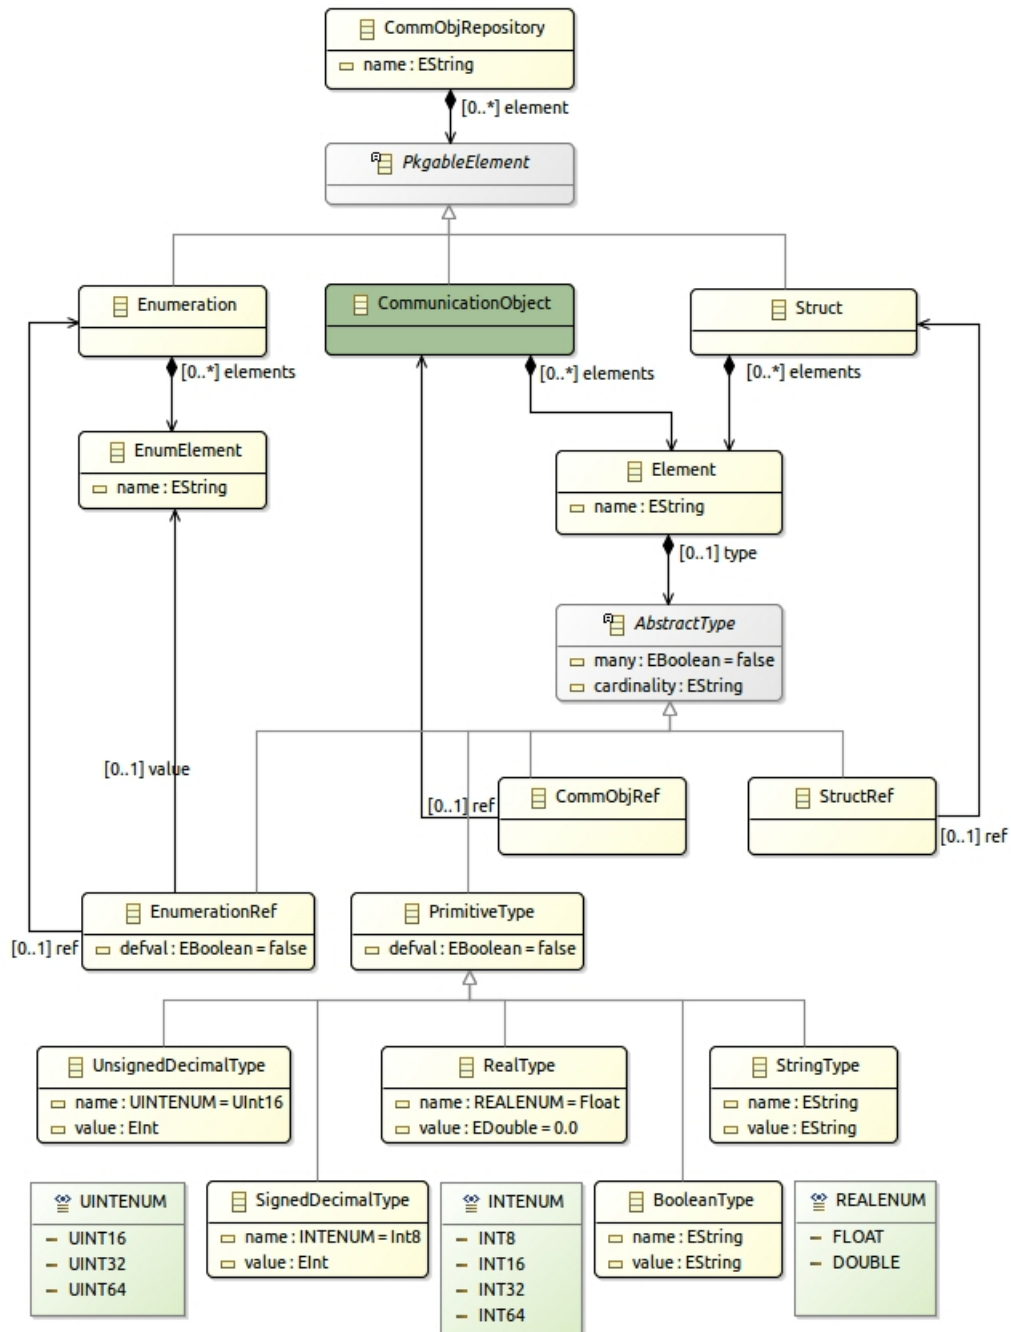 CommObjRepository
name : EString
[0..*] element
PkgableElement
Enumeration
CommunicationObject
Struct
[0..*] elements
[0..*] elements
[0..*] elements
EnumElement
name : EString
Element
name : EString
[0..1] type
AbstractType
many : EBoolean = false
cardinality : EString
[0..1] value
CommObjRef
[0..1] ref
StructRef
[0..1] ref
EnumerationRef
defval : EBoolean = false
[0..1] ref
PrimitiveType
defval : EBoolean = false
UnsignedDecimalType
name : UINTENUM = UInt16
value : EInt
RealType
name : REALENUM = Float
value : EDouble = 0.0
StringType
name : EString
value : EString
UINTENUM
UINT16
UINT32
UINT64
SignedDecimalType
name : INTENUM = Int8
value : EInt
INTENUM
INT8
INT16
INT32
INT64
BooleanType
name : EString
value : EString
REALENUM
FLOAT
DOUBLE